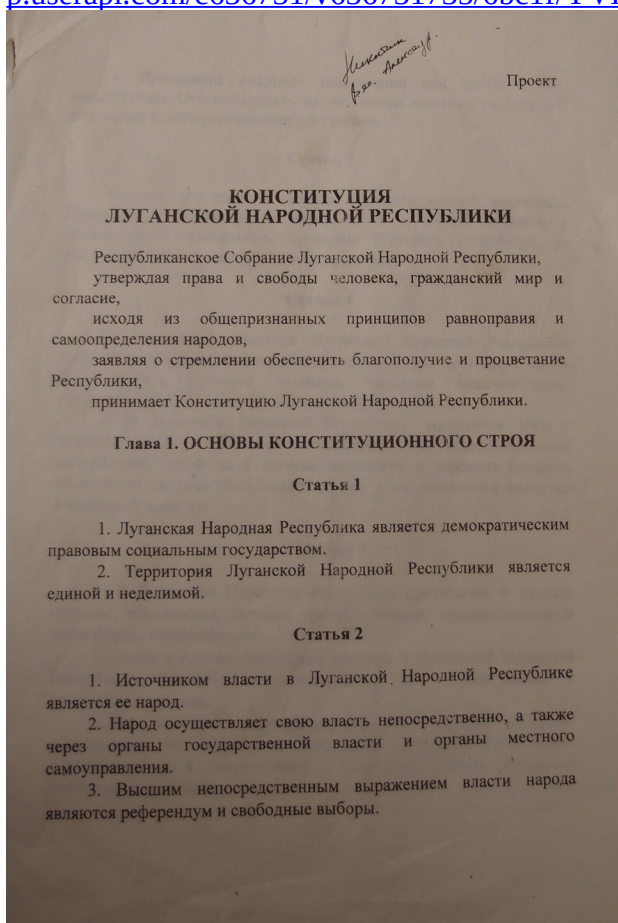 Проект
КОНСТИТУЦИЯ
ЛУГАНСКОЙ НАРОДНОЙ РЕСПУБЛИКИ
Республиканское Собрание Луганской Народной Республики,
утверждая права и свободы человека, гражданский мир и
согласие,
исходя из общепризнанных принципов равноправия и
самоопределения народов,
заявляя о стремлении обеспечить благополучие и процветание
Республики,
принимает Конституцию Луганской Народной Республики.
Глава 1. ОСНОВЫ КОНСТИТУЦИОННОГО СТРОЯ
Статья 1
1. Луганская Народная Республика является демократическим
правовым социальным государством.
2. Территория Луганской Народной Республики является
единой и неделимой.
Статья 2
1. Источником власти в Луганской Народной Республике
является ее народ.
2. Народ осуществляет свою власть непосредственно, а также
через органы государственной власти и органы местного
самоуправления.
3. Высшим непосредственным выражением власти народа
являются референдум и свободные выборы.